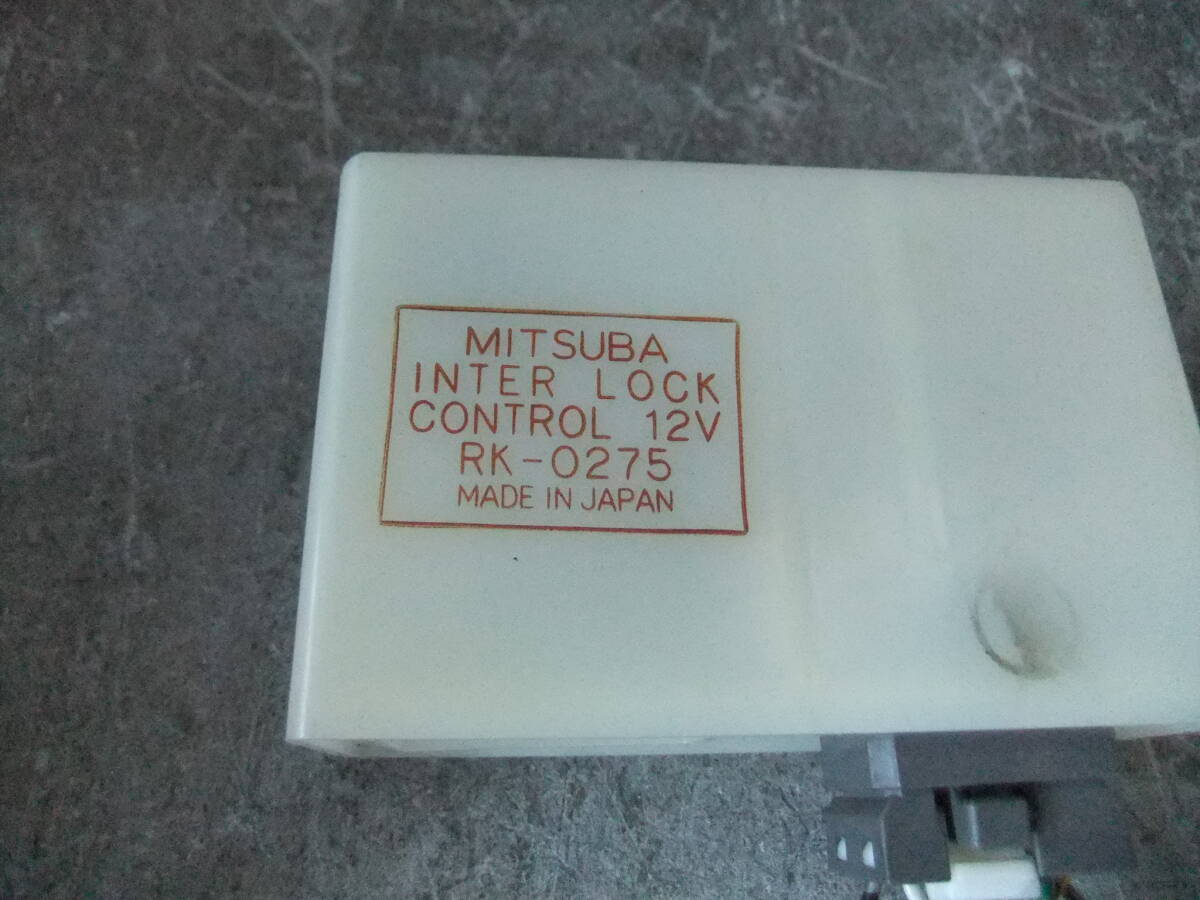 MITSUBA
INTER LOCK
CONTROL 12V
RK-0275
MADE IN JAPAN